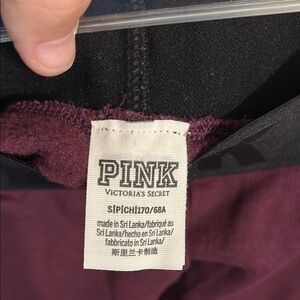 PINK
VICTORIA'S SECRET
S|P|CH|170/68A
made in Sri Lanka/fabriqué au
Sri Lanka/hecho en Sri Lanka/
fabbricato in Sri Lanka/
斯里兰卡制造